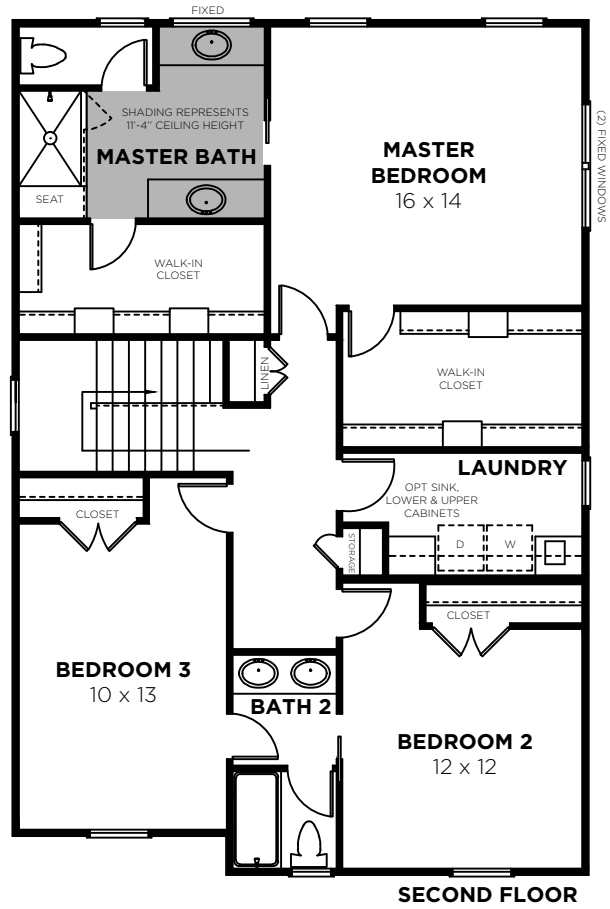 FIXED
SHADING REPRESENTS
11'-4" CEILING HEIGHT
MASTER BATH
SEAT
MASTER
BEDROOM
16 x 14
(2) FIXED WINDOWS
WALK-IN
CLOSET
LINEN
WALK-IN
CLOSET
LAUNDRY
OPT SINK,
LOWER & UPPER
CABINETS
D
W
STORAGE
CLOSET
CLOSET
BEDROOM 3
10 x 13
BATH 2
BEDROOM 2
12 x 12
SECOND FLOOR